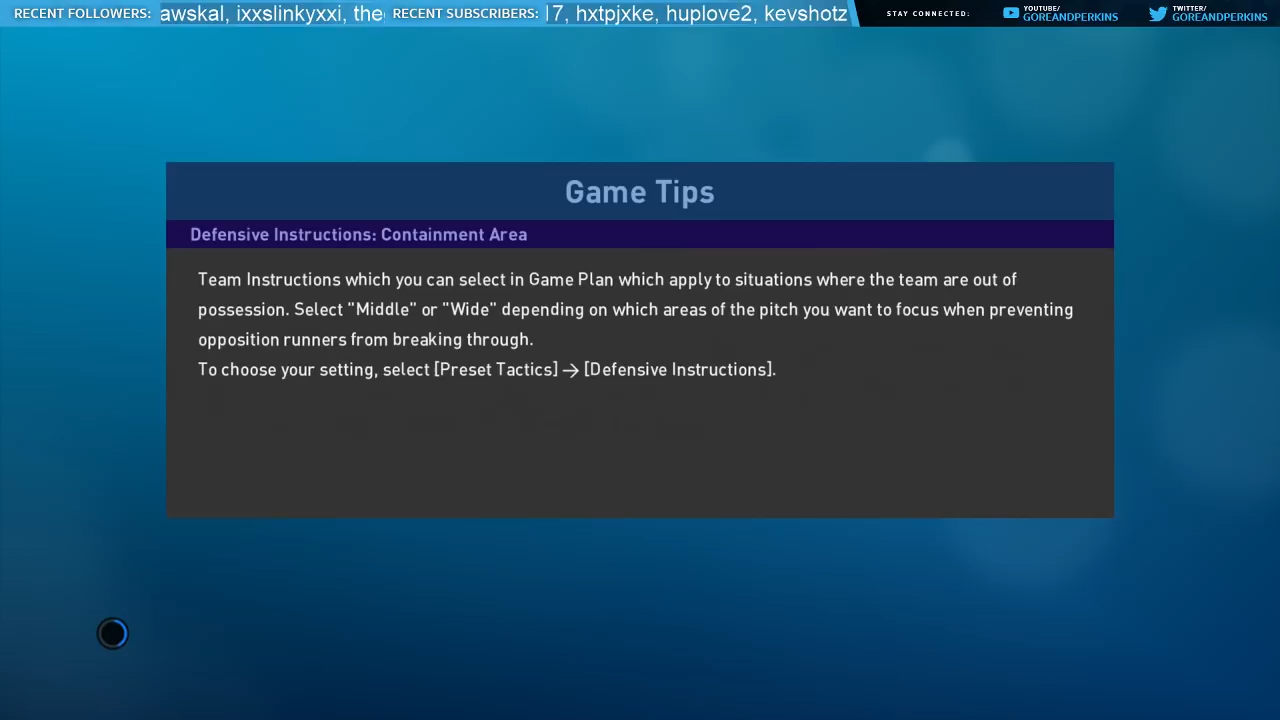 RECENT FOLLOWERS: awskal, ixxslinkyxxi, the RECENT SUBSCRIBERS: 7, hxtpjxke, huplove2, kevshotz STAY CONNECTED: YOUTUBE/ GOREANDPERKINS TWITTER/ GOREANDPERKINS
Game Tips
Defensive Instructions: Containment Area
Team Instructions which you can select in Game Plan which apply to situations where the team are out of
possession. Select "Middle" or "Wide" depending on which areas of the pitch you want to focus when preventing
opposition runners from breaking through.
To choose your setting, select [Preset Tactics] → [Defensive Instructions].